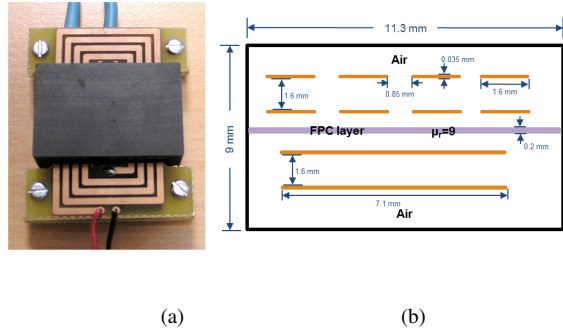 11.3 mm
Air
0.035 mm
1.6 mm
0.85 mm
1.6 mm
9 mm
FPC layer
μr=9
0.2 mm
1.6 mm
7.1 mm
Air
(a)
(b)